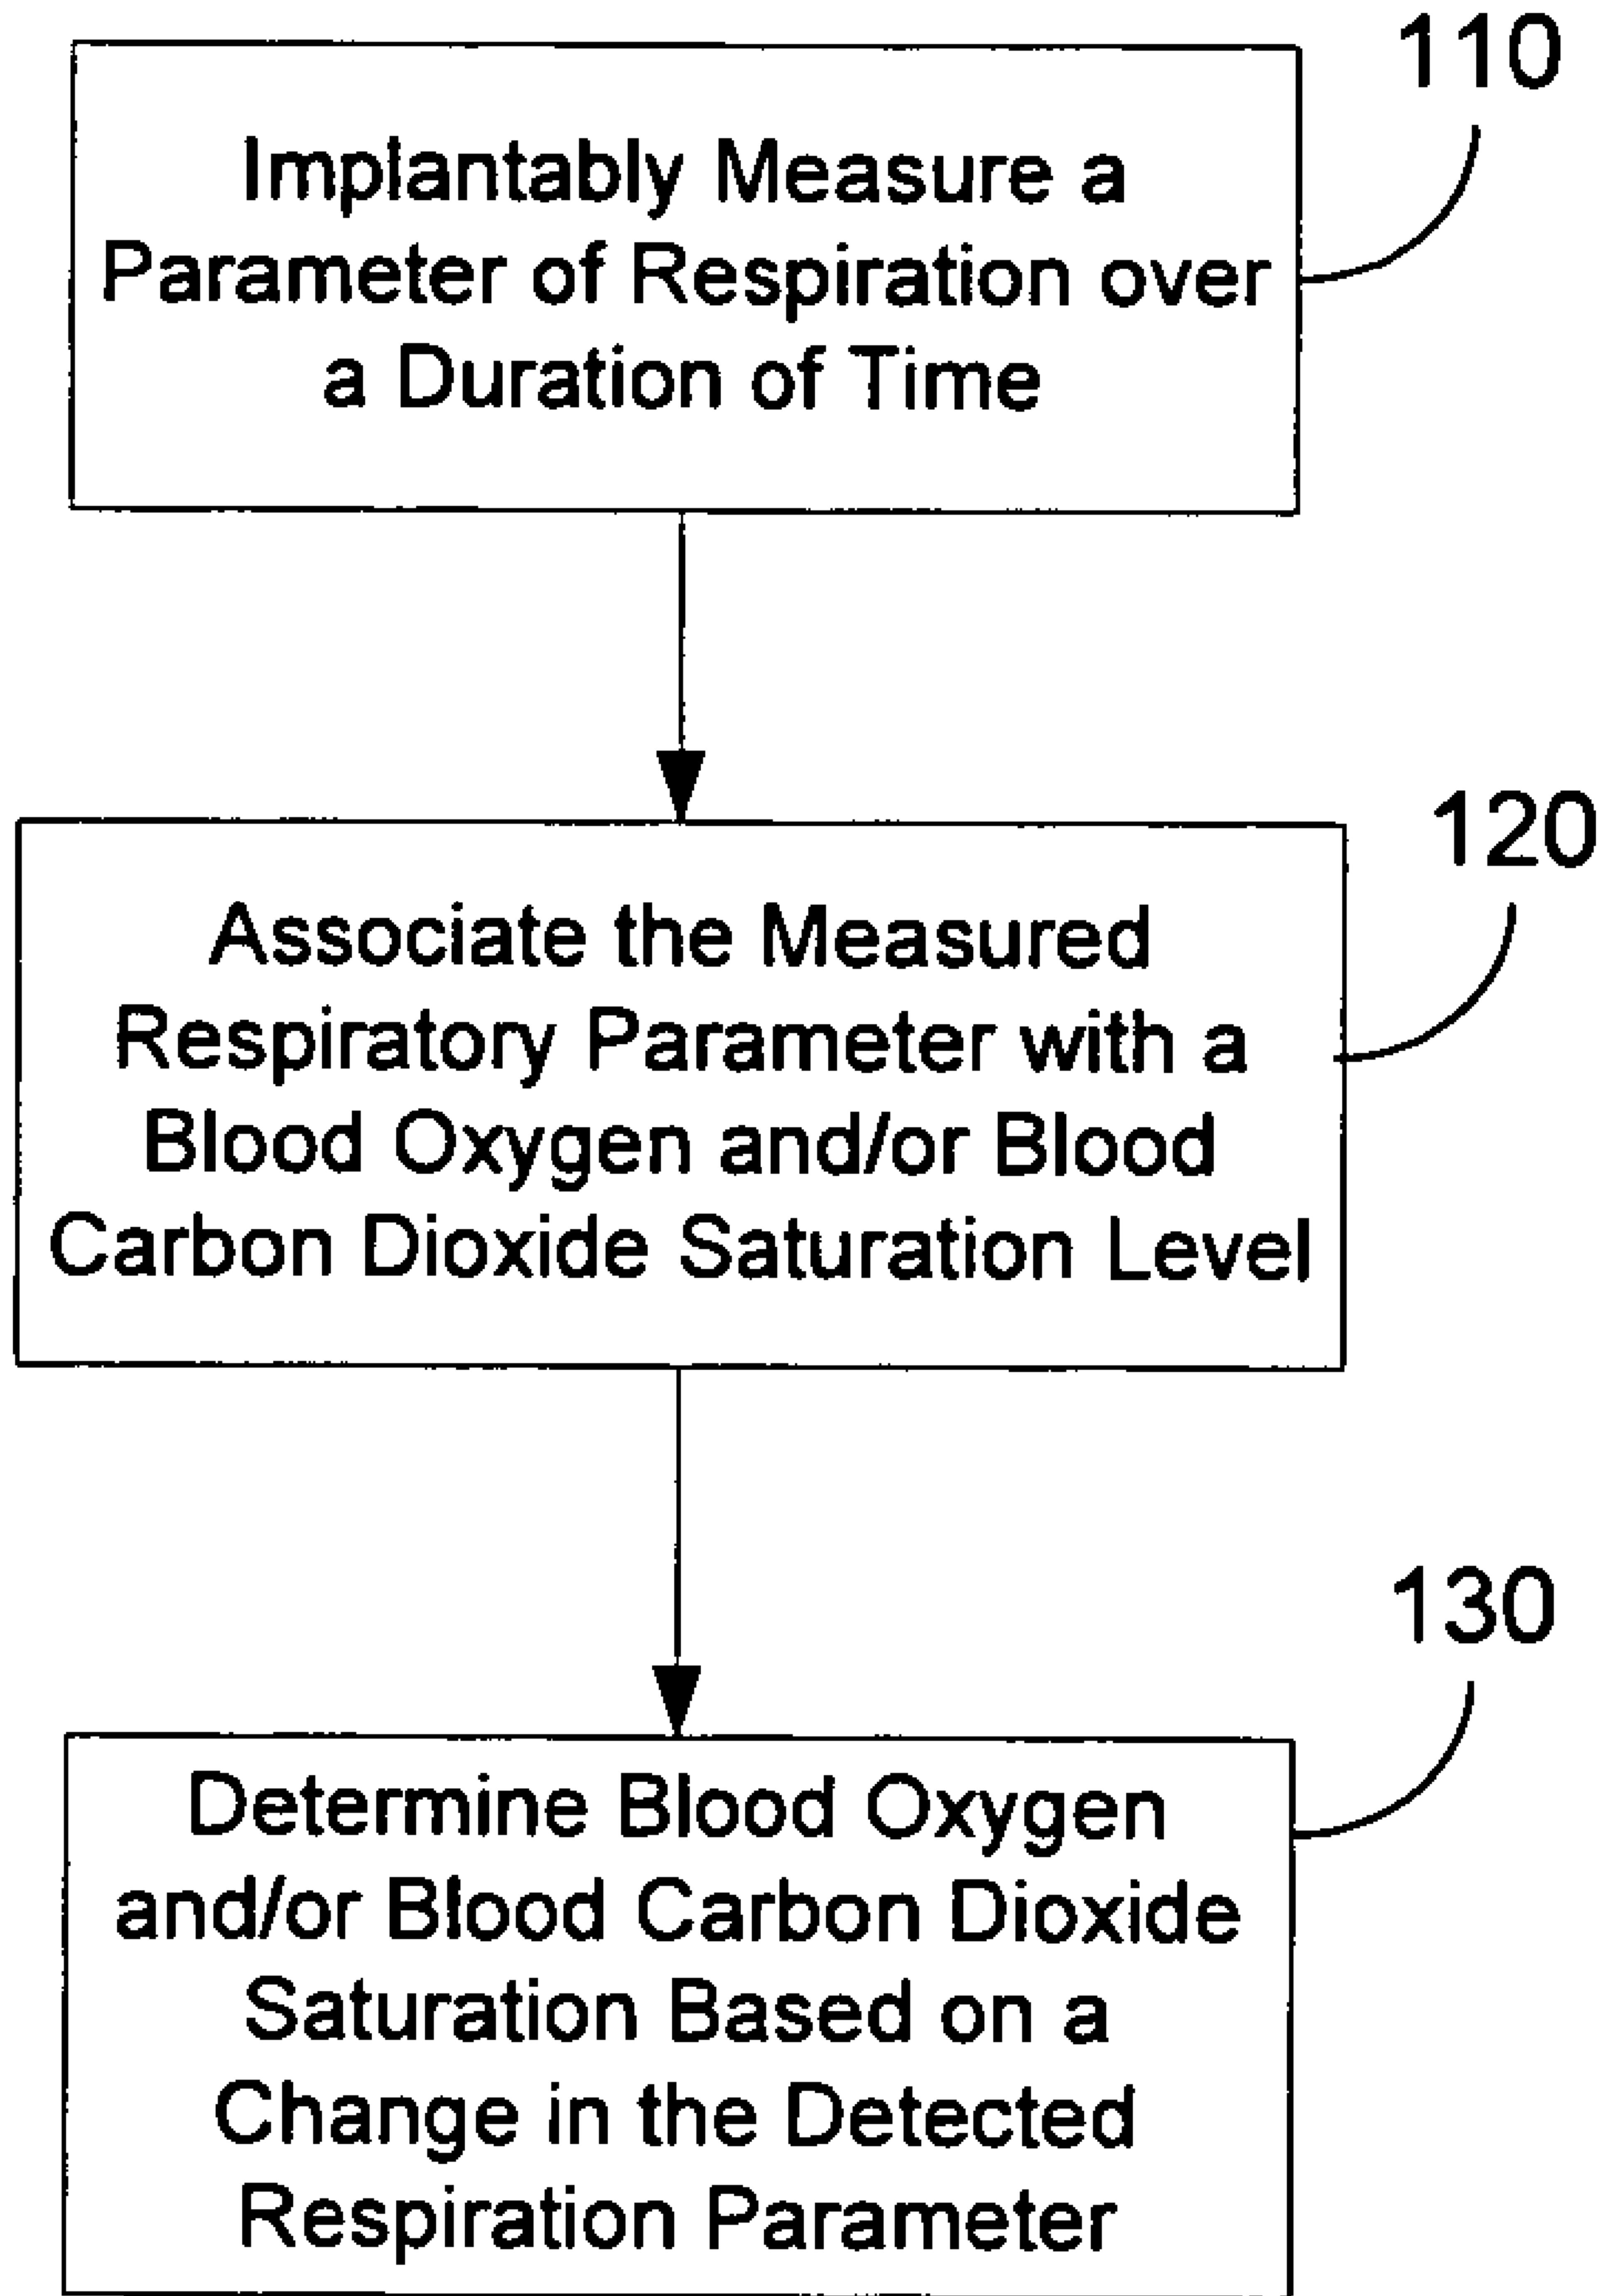 110
Implantably Measure a
Parameter of Respiration over
a Duration of Time
120
Associate the Measured
Respiratory Parameter with a
Blood Oxygen and/or Blood
Carbon Dioxide Saturation Level
130
Determine Blood Oxygen
and/or Blood Carbon Dioxide
Saturation Based on a
Change in the Detected
Respiration Parameter